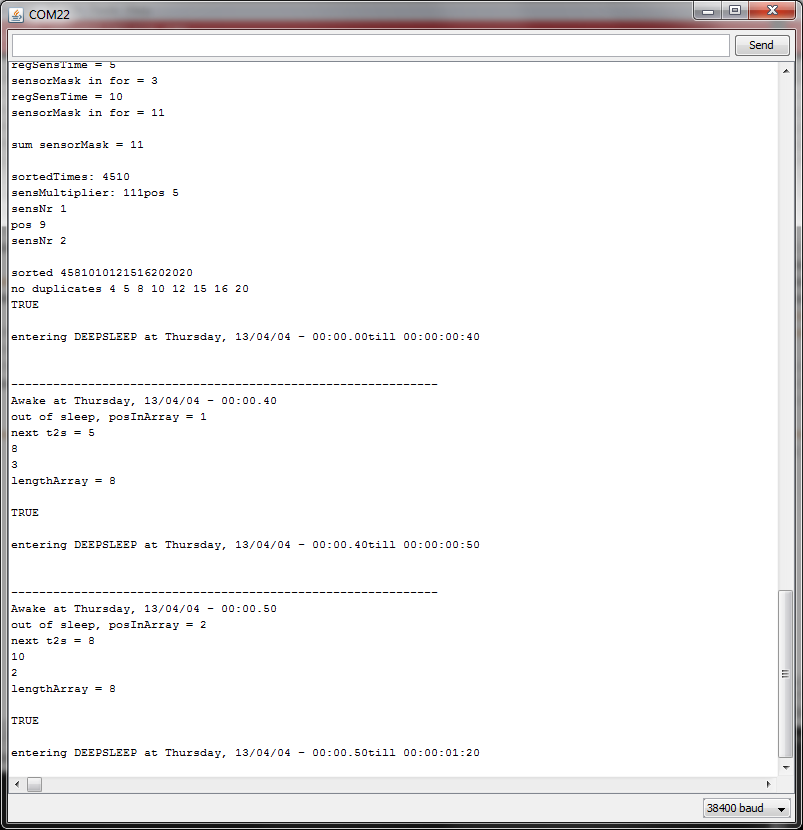 COM22
Send
regSensTime = 5
sensorMask in for = 3
regSensTime = 10
sensorMask in for = 11
sum sensorMask = 11
sortedTimes: 4510
sensMultiplier: 111pos 5
sensNr 1
pos 9
sensNr 2
sorted 4581010121516202020
no duplicates 4 5 8 10 12 15 16 20
TRUE
entering DEEPSLEEP at Thursday, 13/04/04 - 00:00.00till 00:00:00:40
-------------------------------------------------------------
Awake at Thursday, 13/04/04 - 00:00.40
out of sleep, posInArray = 1
next t2s = 5
8
3
lengthArray = 8
TRUE
entering DEEPSLEEP at Thursday, 13/04/04 - 00:00.40till 00:00:00:50
-------------------------------------------------------------
Awake at Thursday, 13/04/04 - 00:00.50
out of sleep, posInArray = 2
next t2s = 8
10
2
lengthArray = 8
TRUE
entering DEEPSLEEP at Thursday, 13/04/04 - 00:00.50till 00:00:01:20
38400 baud